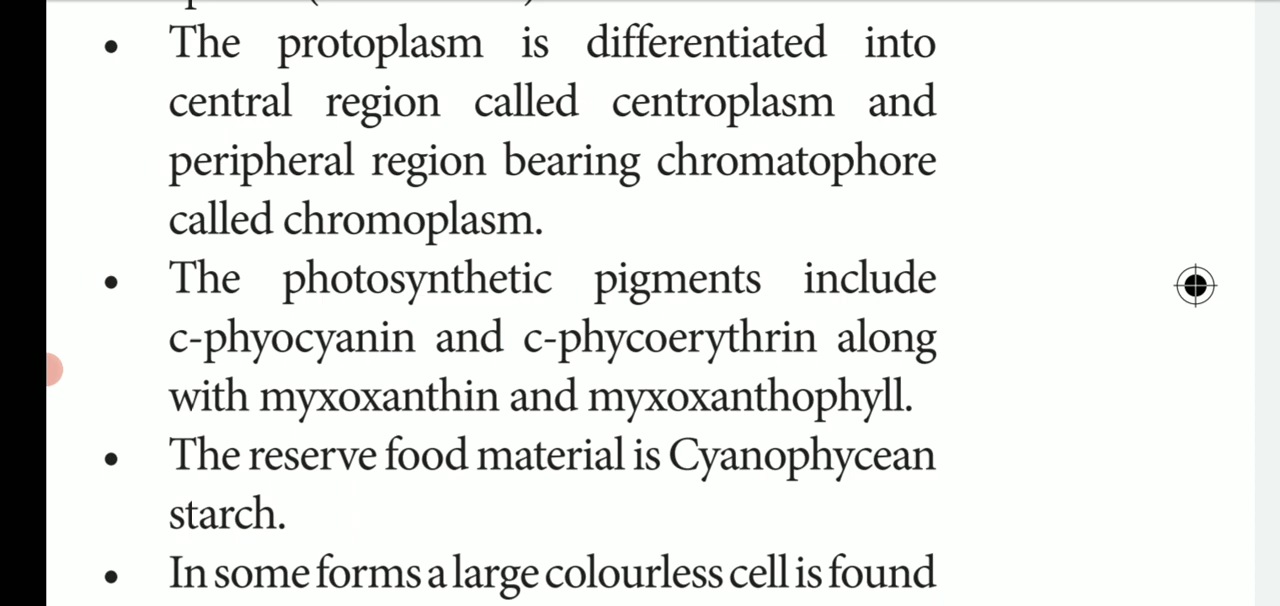 • The protoplasm is differentiated into
central region called centroplasm and
peripheral region bearing chromatophore
called chromoplasm.
• The photosynthetic pigments include
c-phyocyanin and c-phycoerythrin along
with myxoxanthin and myxoxanthophyll.
• The reserve food material is Cyanophycean
starch.
• In some forms a large colourless cell is found